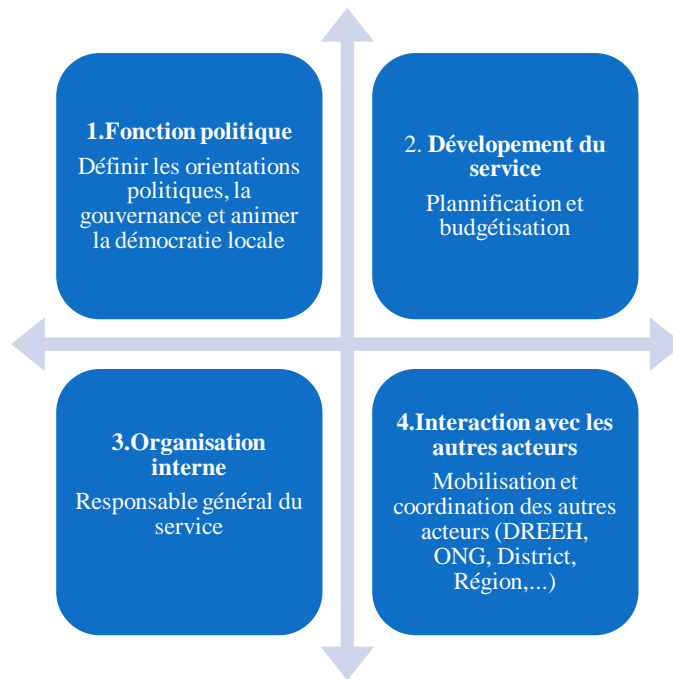 1.Fonction politique
Définir les orientations
politiques, la
gouvernance et animer
la démocratie locale
2. Dévelopement du
service
Plannification et
budgétisation
3.Organisation
interne
Responsable général du
service
4.Interaction avec les
autres acteurs
Mobilisation et
coordination des autres
acteurs (DREEH,
ONG, District,
Région,...)